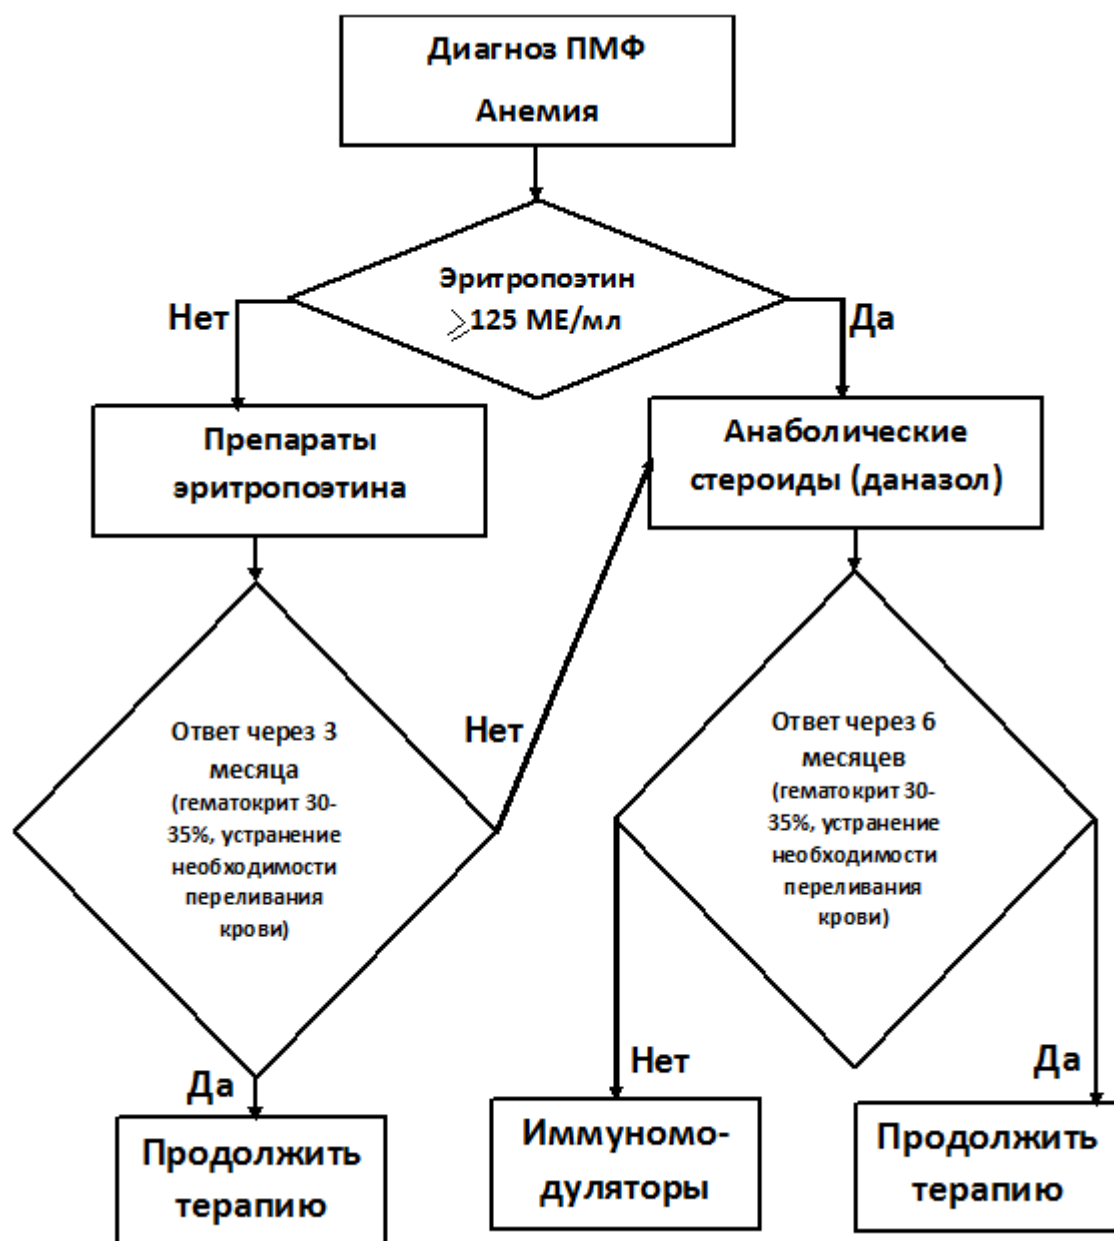 Диагноз ПМФ
Анемия
Эритропоэтин
⩾125 МЕ/мл
Нет
Да
Препараты
эритропоэтина
Анаболические
стероиды (даназол)
Ответ через 3
месяца
(гематокрит 30-
35%, устранение
необходимости
переливания
крови)
Нет
Ответ через 6
месяцев
(гематокрит 30-
35%, устранение
необходимости
переливания
крови)
Да
Нет
Да
Продолжить
терапию
Иммуномо-
дуляторы
Продолжить
терапию